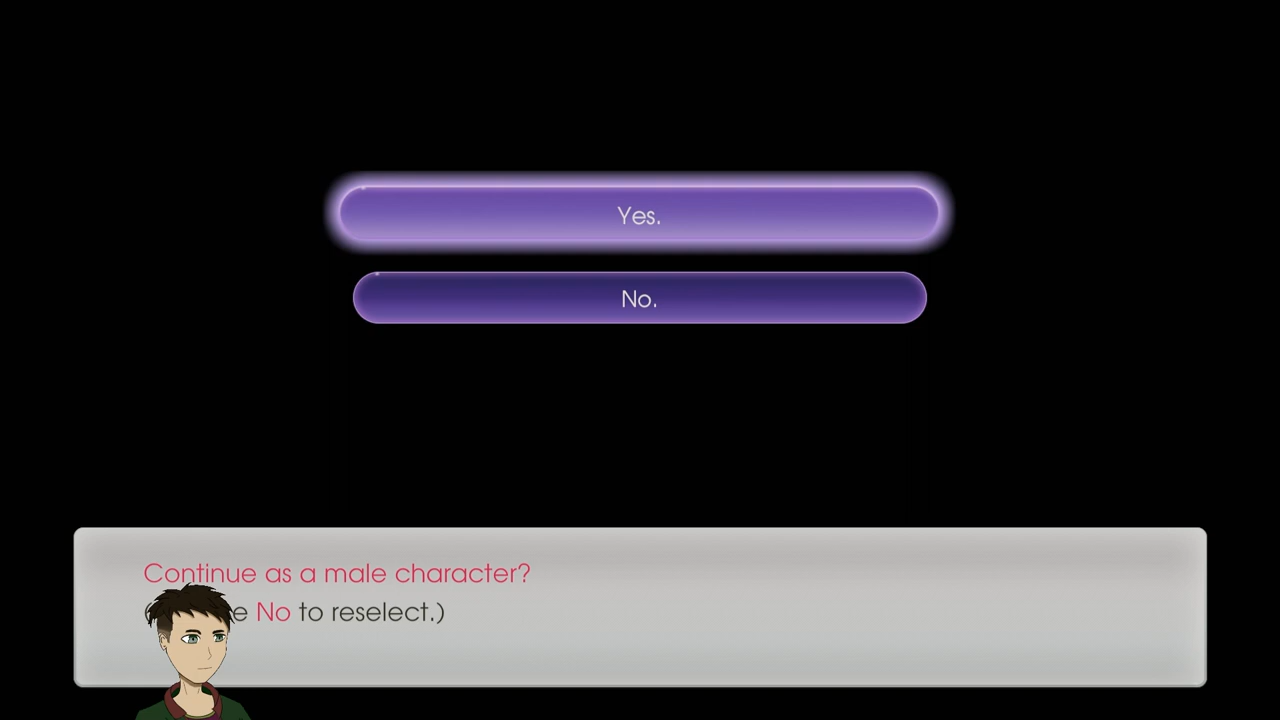 Yes.
No.
Continue as a male character?
No to reselect.)